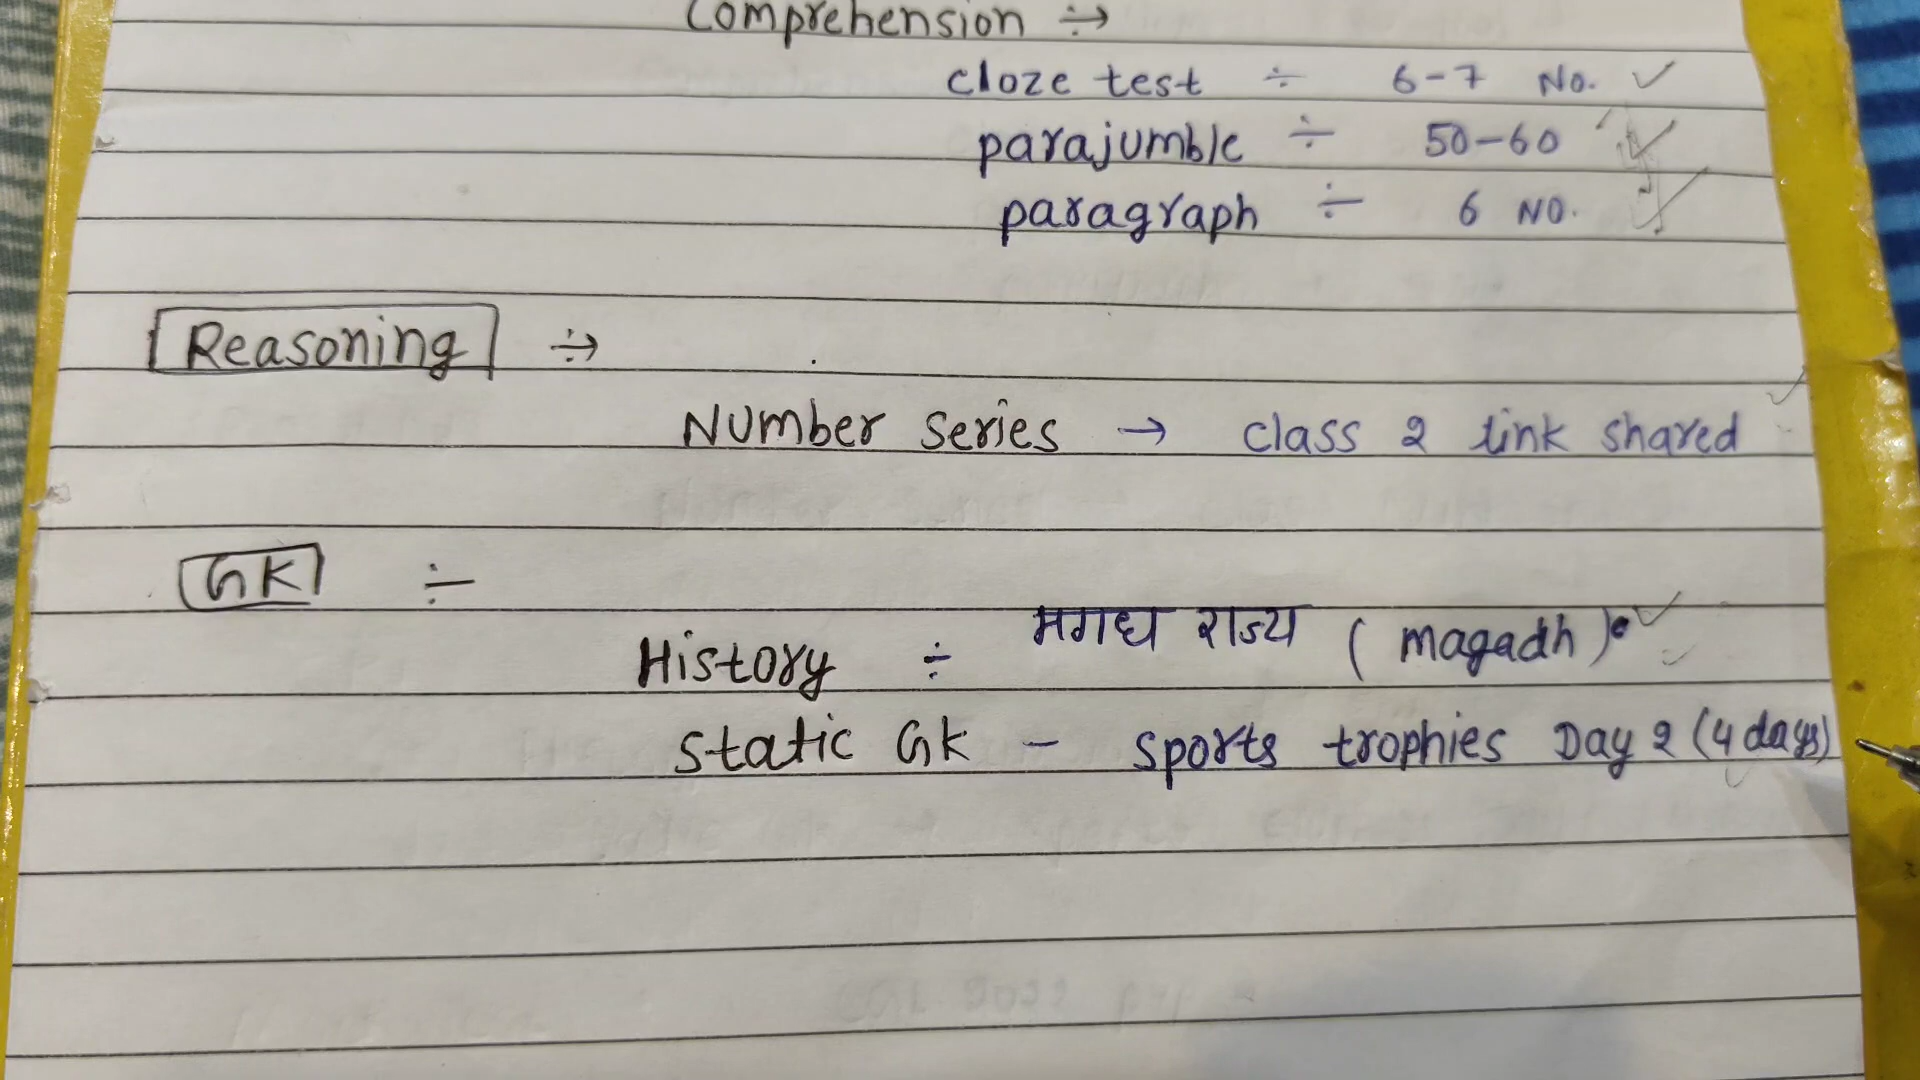 Comprehension ÷→
cloze test ÷ 6-7 No. ✓
parajumble ÷ 50-60 ✓
paragraph ÷ 6 NO. ✓
Reasoning ÷→
Number Series → class 2 link shared
GK ÷
History ÷ मगध राज्य ( magadh ) ✓
Static GK - sports trophies Day 2 (4 days)